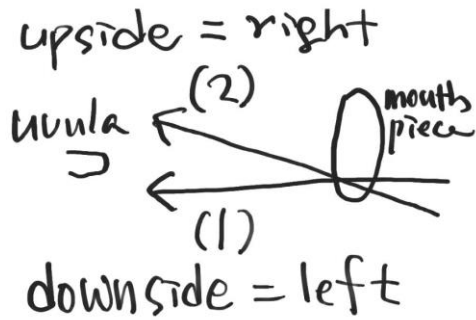 upside = right
(2)
uvula
mouth
piece
(1)
downside = left